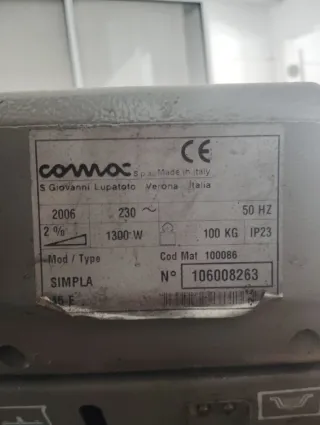 comac S.p.A. Made in Italy CE
S Giovanni Lupatoto Verona Italia
2006 230 ~ 50 HZ
2 % 1300 W 100 KG IP23
Mod / Type Cod Mat 100086
SIMPLA N° 106008263